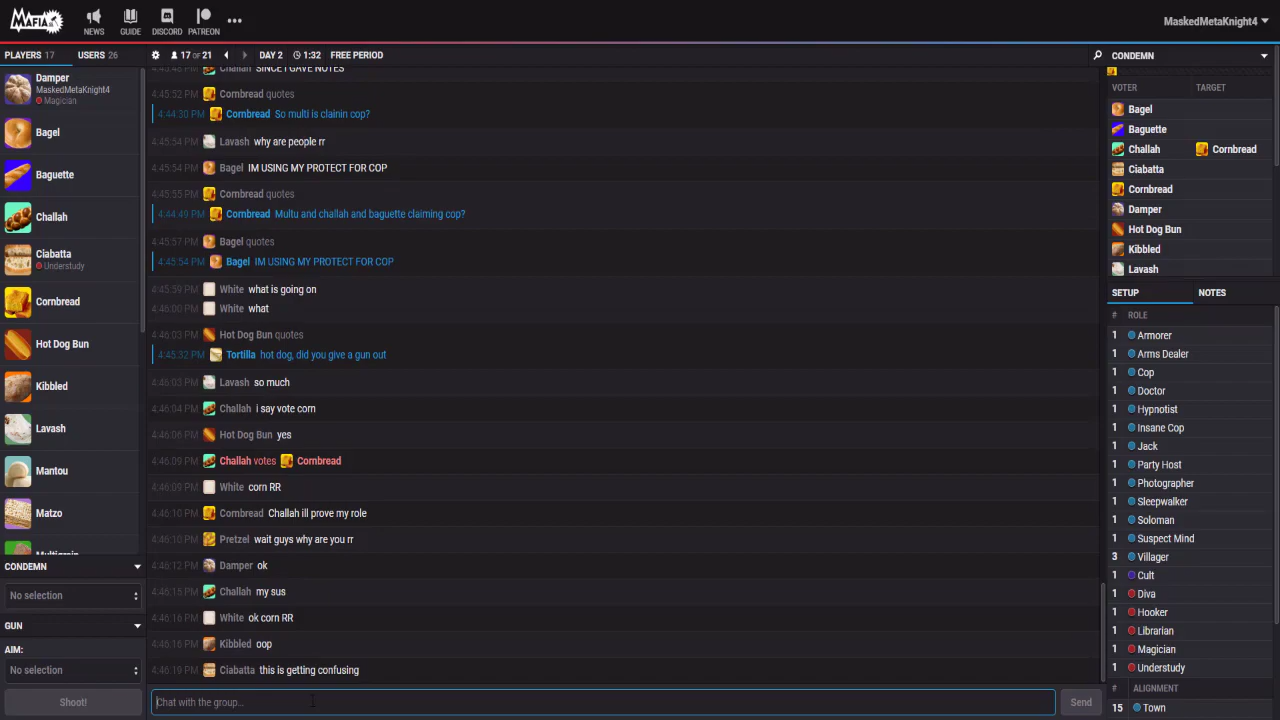 MAFIA
NEWS
GUIDE
DISCORD
PATREON
MaskedMetaKnight4
PLAYERS 17
USERS 26
17 OF 21
DAY 2
1:32
FREE PERIOD
CONDEMN
Damper
MaskedMetaKnight4
Magician
Bagel
Baguette
Challah
Ciabatta
Understudy
Cornbread
Hot Dog Bun
Kibbled
Lavash
Mantou
Matzo
Multigrain
CONDEMN
No selection
GUN
AIM:
No selection
Shoot!
Challah SINCE I GAVE NOTES
4:45:52 PM Cornbread quotes
4:44:30 PM Cornbread So multi is clainin cop?
4:45:54 PM Lavash why are people rr
4:45:54 PM Bagel IM USING MY PROTECT FOR COP
4:45:55 PM Cornbread quotes
4:44:49 PM Cornbread Multu and challah and baguette claiming cop?
4:45:57 PM Bagel quotes
4:45:54 PM Bagel IM USING MY PROTECT FOR COP
4:45:59 PM White what is going on
4:46:00 PM White what
4:46:03 PM Hot Dog Bun quotes
4:45:32 PM Tortilla hot dog, did you give a gun out
4:46:03 PM Lavash so much
4:46:04 PM Challah i say vote corn
4:46:06 PM Hot Dog Bun yes
4:46:09 PM Challah votes Cornbread
4:46:09 PM White corn RR
4:46:10 PM Cornbread Challah ill prove my role
4:46:10 PM Pretzel wait guys why are you rr
4:46:12 PM Damper ok
4:46:15 PM Challah my sus
4:46:16 PM White ok corn RR
4:46:16 PM Kibbled oop
4:46:19 PM Ciabatta this is getting confusing
Chat with the group...
Send
VOTER TARGET
Bagel
Baguette
Challah Cornbread
Ciabatta
Cornbread
Damper
Hot Dog Bun
Kibbled
Lavash
SETUP
NOTES
# ROLE
1 Armorer
1 Arms Dealer
1 Cop
1 Doctor
1 Hypnotist
1 Insane Cop
1 Jack
1 Party Host
1 Photographer
1 Sleepwalker
1 Soloman
1 Suspect Mind
3 Villager
1 Cult
1 Diva
1 Hooker
1 Librarian
1 Magician
1 Understudy
# ALIGNMENT
15 Town